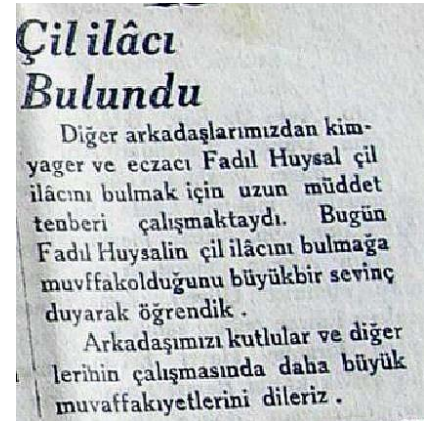 Çil ilâcı
Bulundu
Diğer arkadaşlarımızdan kim-
yager ve eczacı Fadıl Huysal çil
ilâcını bulmak için uzun müddet
tenberi çalışmaktaydı. Bugün
Fadıl Huysalin çil ilâcını bulmağa
muvffakolduğunu büyükbir sevinç
duyarak öğrendik .
Arkadaşımızı kutlular ve diğer
lerihin çalışmasında daha büyük
muvaffakıyetlerini dileriz .